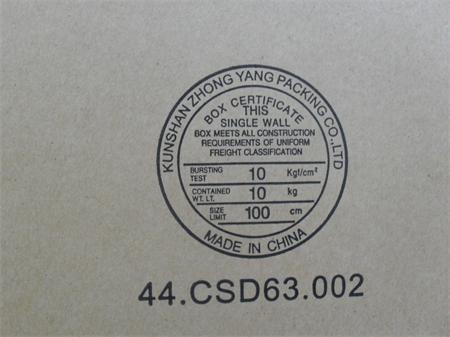 KUNSHAN ZHONG YANG PACKING CO.,LTD
BOX CERTIFICATE
THIS
SINGLE WALL
BOX MEETS ALL CONSTRUCTION
REQUIREMENTS OF UNIFORM
FREIGHT CLASSIFICATION
BURSTING TEST 10 Kgf/cm²
CONTAINED WT. LT. 10 kg
SIZE LIMIT 100 cm
MADE IN CHINA
44.CSD63.002